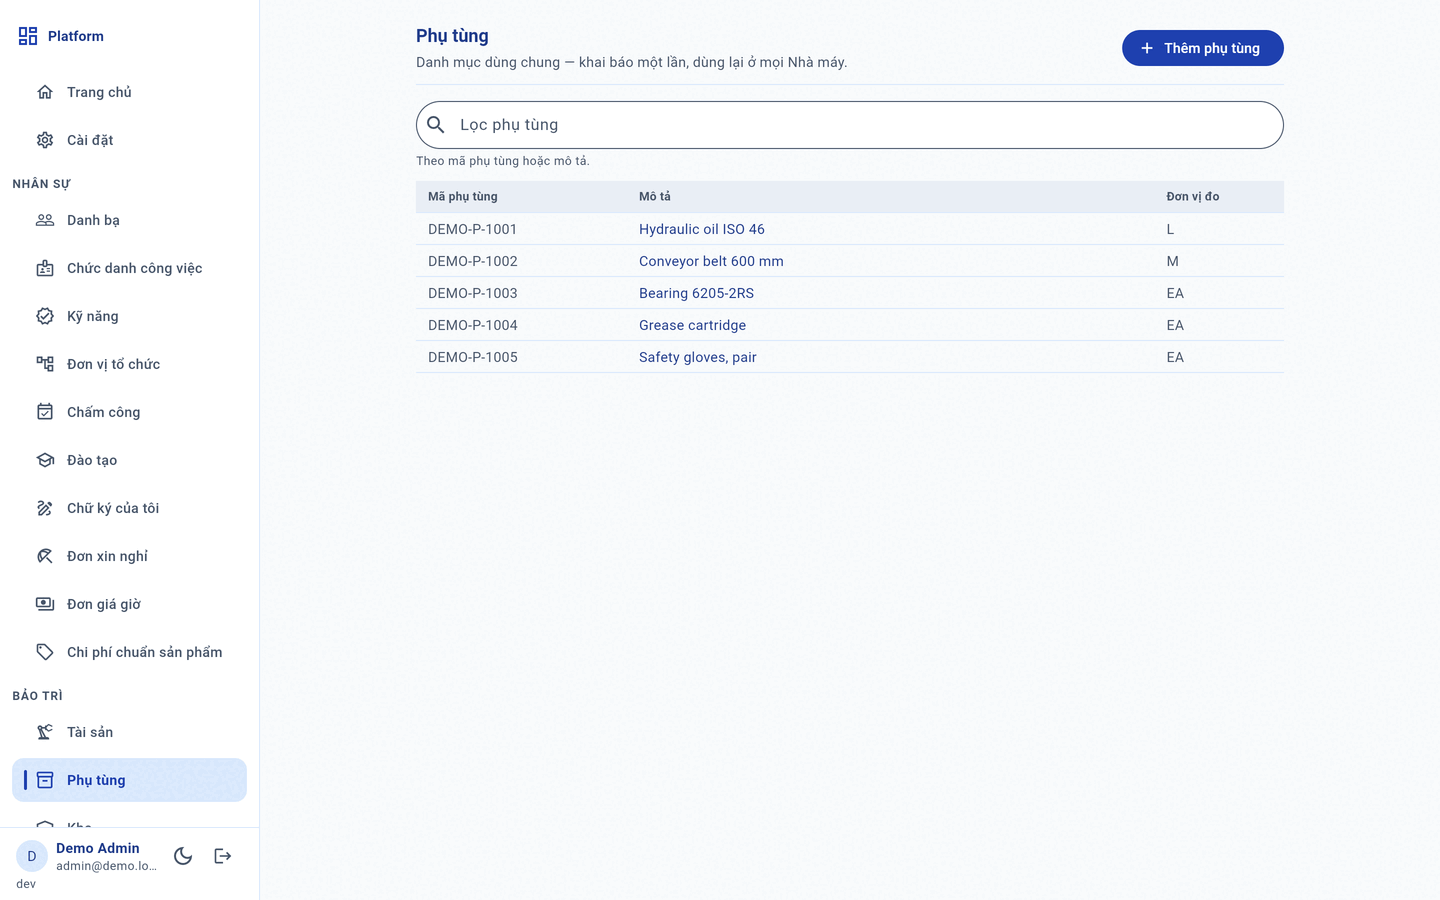 Platform
Trang chủ
Cài đặt
NHÂN SỰ
Danh bạ
Chức danh công việc
Kỹ năng
Đơn vị tổ chức
Chấm công
Đào tạo
Chữ ký của tôi
Đơn xin nghỉ
Đơn giá giờ
Chi phí chuẩn sản phẩm
BẢO TRÌ
Tài sản
Phụ tùng
D
Demo Admin
admin@demo.lo...
dev
Phụ tùng
Danh mục dùng chung — khai báo một lần, dùng lại ở mọi Nhà máy.
Thêm phụ tùng
Lọc phụ tùng
Theo mã phụ tùng hoặc mô tả.
Mã phụ tùng Mô tả Đơn vị đo
DEMO-P-1001 Hydraulic oil ISO 46 L
DEMO-P-1002 Conveyor belt 600 mm M
DEMO-P-1003 Bearing 6205-2RS EA
DEMO-P-1004 Grease cartridge EA
DEMO-P-1005 Safety gloves, pair EA